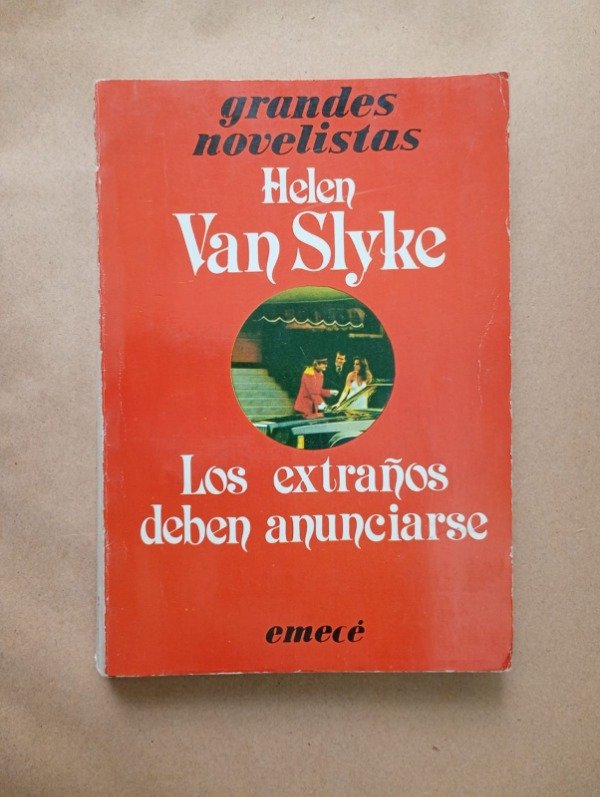 grandes
novelistas
Helen
Van Slyke
Los extraños
deben anunciarse
emecé